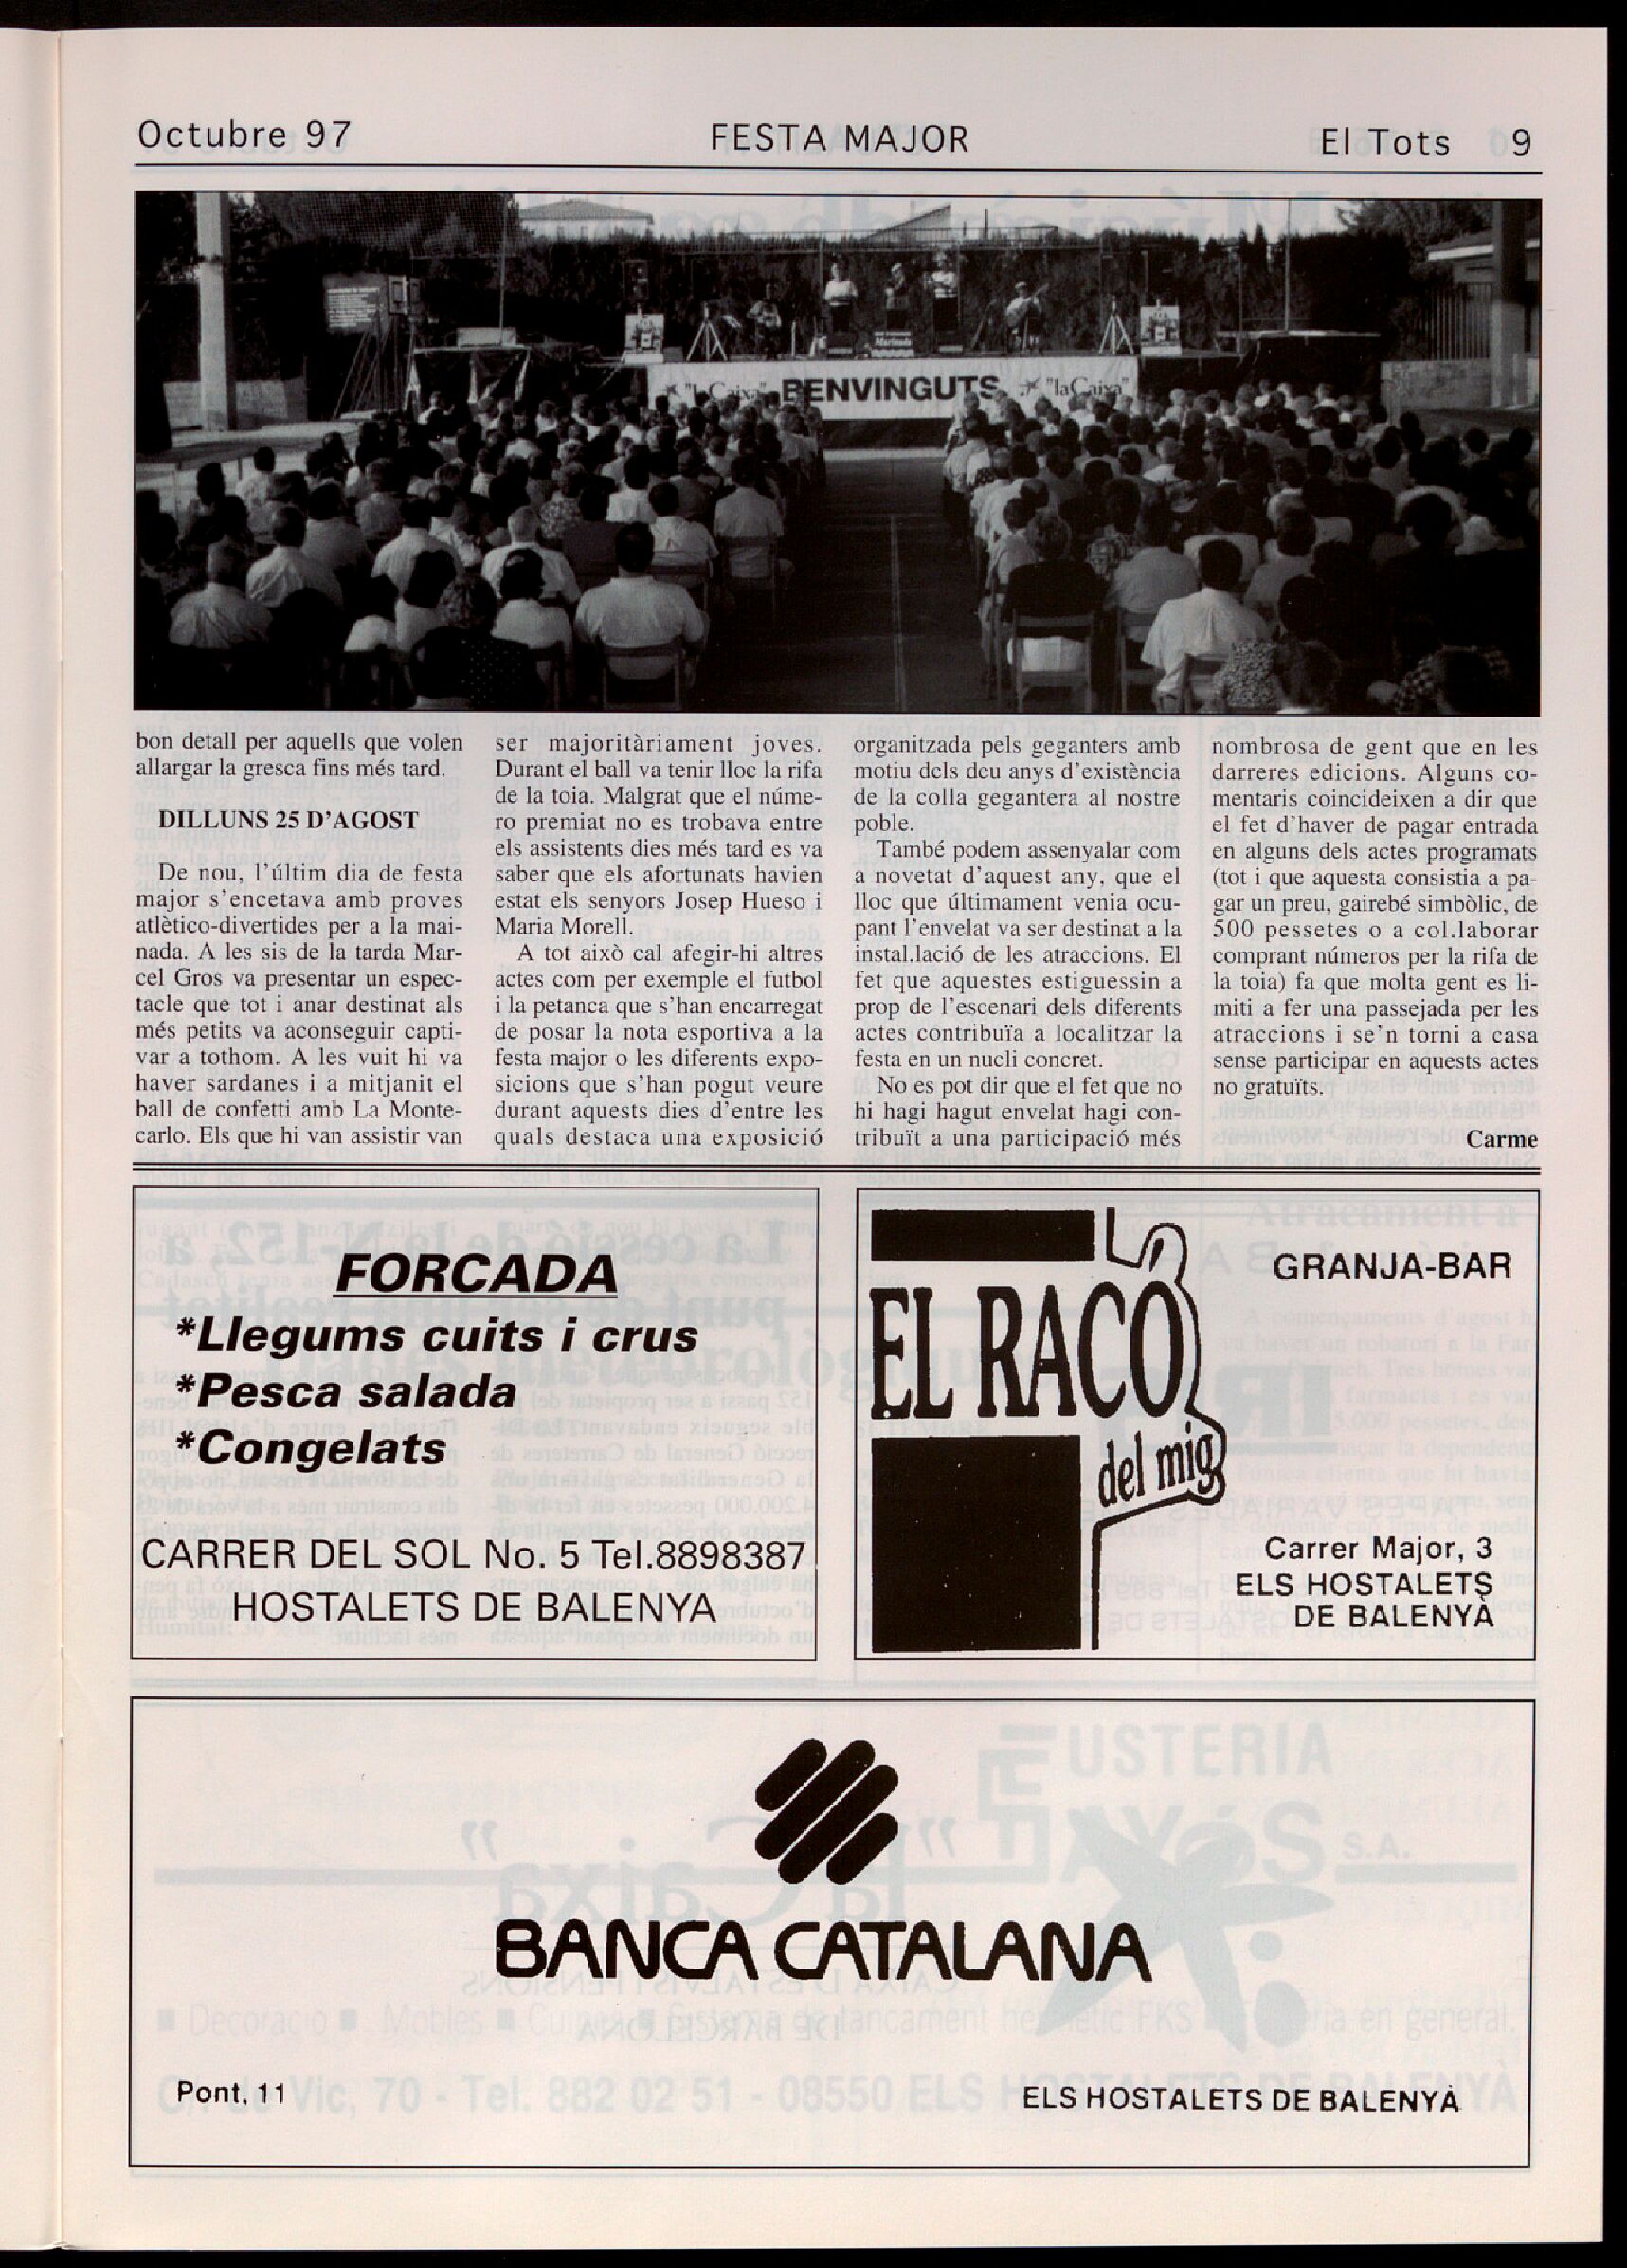 Octubre 97
FESTA MAJOR
El Tots 9
"laCaixa" BENVINGUTS "laCaixa"
bon detall per aquells que volen
allargar la gresca fins més tard.
DILLUNS 25 D'AGOST
De nou, l'últim dia de festa
major s'encetava amb proves
atlètico-divertides per a la mai-
nada. A les sis de la tarda Mar-
cel Gros va presentar un espec-
tacle que tot i anar destinat als
més petits va aconseguir capti-
var a tothom. A les vuit hi va
haver sardanes i a mitjanit el
ball de confetti amb La Monte-
carlo. Els que hi van assistir van
ser majoritàriament joves.
Durant el ball va tenir lloc la rifa
de la toia. Malgrat que el núme-
ro premiat no es trobava entre
els assistents dies més tard es va
saber que els afortunats havien
estat els senyors Josep Hueso i
Maria Morell.
A tot això cal afegir-hi altres
actes com per exemple el futbol
i la petanca que s'han encarregat
de posar la nota esportiva a la
festa major o les diferents expo-
sicions que s'han pogut veure
durant aquests dies d'entre les
quals destaca una exposició
organitzada pels geganters amb
motiu dels deu anys d'existència
de la colla gegantera al nostre
poble.
També podem assenyalar com
a novetat d'aquest any, que el
lloc que últimament venia ocu-
pant l'envelat va ser destinat a la
instal.lació de les atraccions. El
fet que aquestes estiguessin a
prop de l'escenari dels diferents
actes contribuïa a localitzar la
festa en un nucli concret.
No es pot dir que el fet que no
hi hagi hagut envelat hagi con-
tribuït a una participació més
nombrosa de gent que en les
darreres edicions. Alguns co-
mentaris coincideixen a dir que
el fet d'haver de pagar entrada
en alguns dels actes programats
(tot i que aquesta consistia a pa-
gar un preu, gairebé simbòlic, de
500 pessetes o a col.laborar
comprant números per la rifa de
la toia) fa que molta gent es li-
miti a fer una passejada per les
atraccions i se'n torni a casa
sense participar en aquests actes
no gratuïts.
Carme
FORCADA
*Llegums cuits i crus
*Pesca salada
*Congelats
CARRER DEL SOL No. 5 Tel.8898387
HOSTALETS DE BALENYA
GRANJA-BAR
EL RACÓ
del mig
Carrer Major, 3
ELS HOSTALETS
DE BALENYÀ
BANCA CATALANA
Pont, 11
ELS HOSTALETS DE BALENYÀ